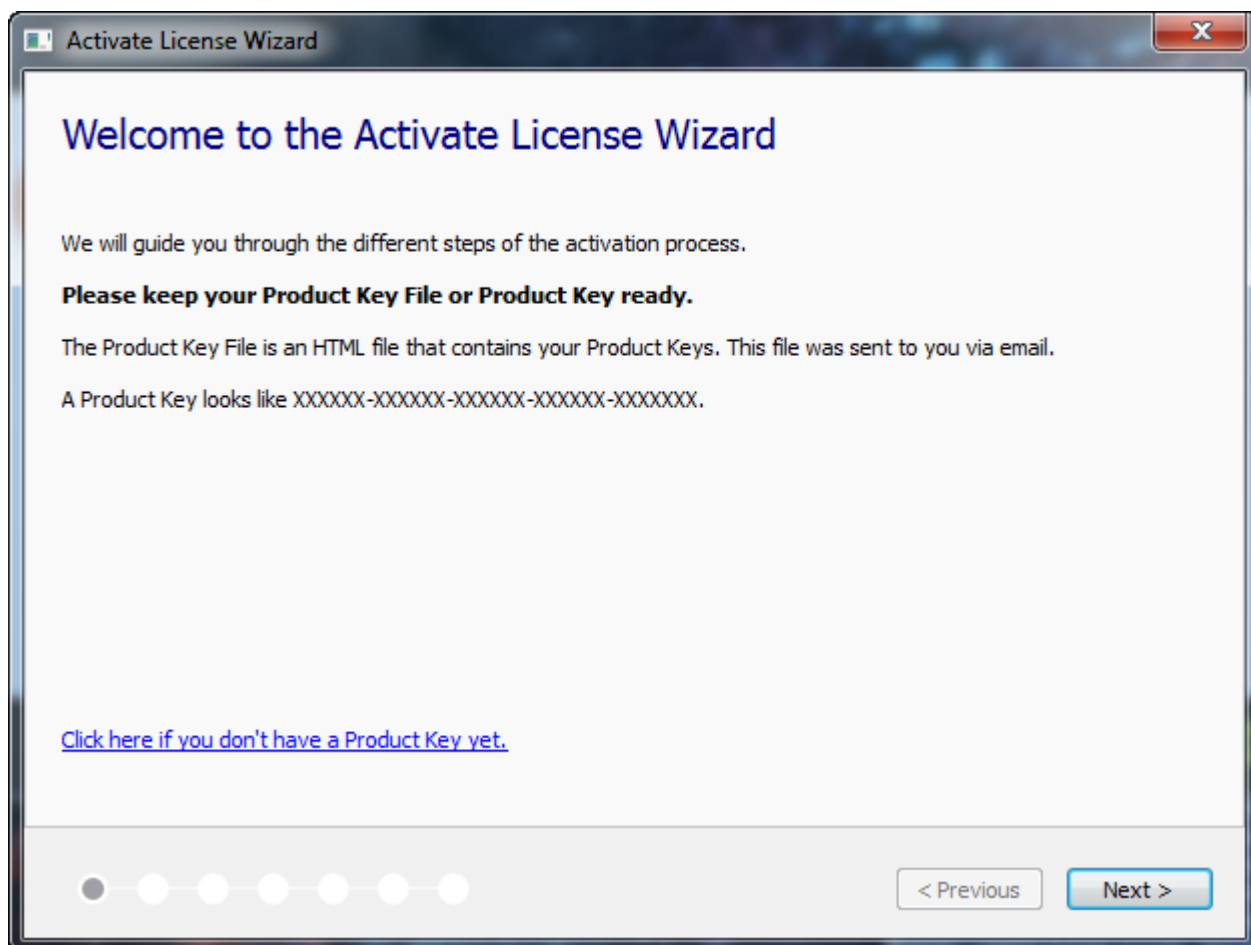 Activate License Wizard
X
Welcome to the Activate License Wizard
We will guide you through the different steps of the activation process.
Please keep your Product Key File or Product Key ready.
The Product Key File is an HTML file that contains your Product Keys. This file was sent to you via email.
A Product Key looks like XXXXXX-XXXXXX-XXXXXX-XXXXXX-XXXXXXX.
Click here if you don't have a Product Key yet.
< Previous Next >